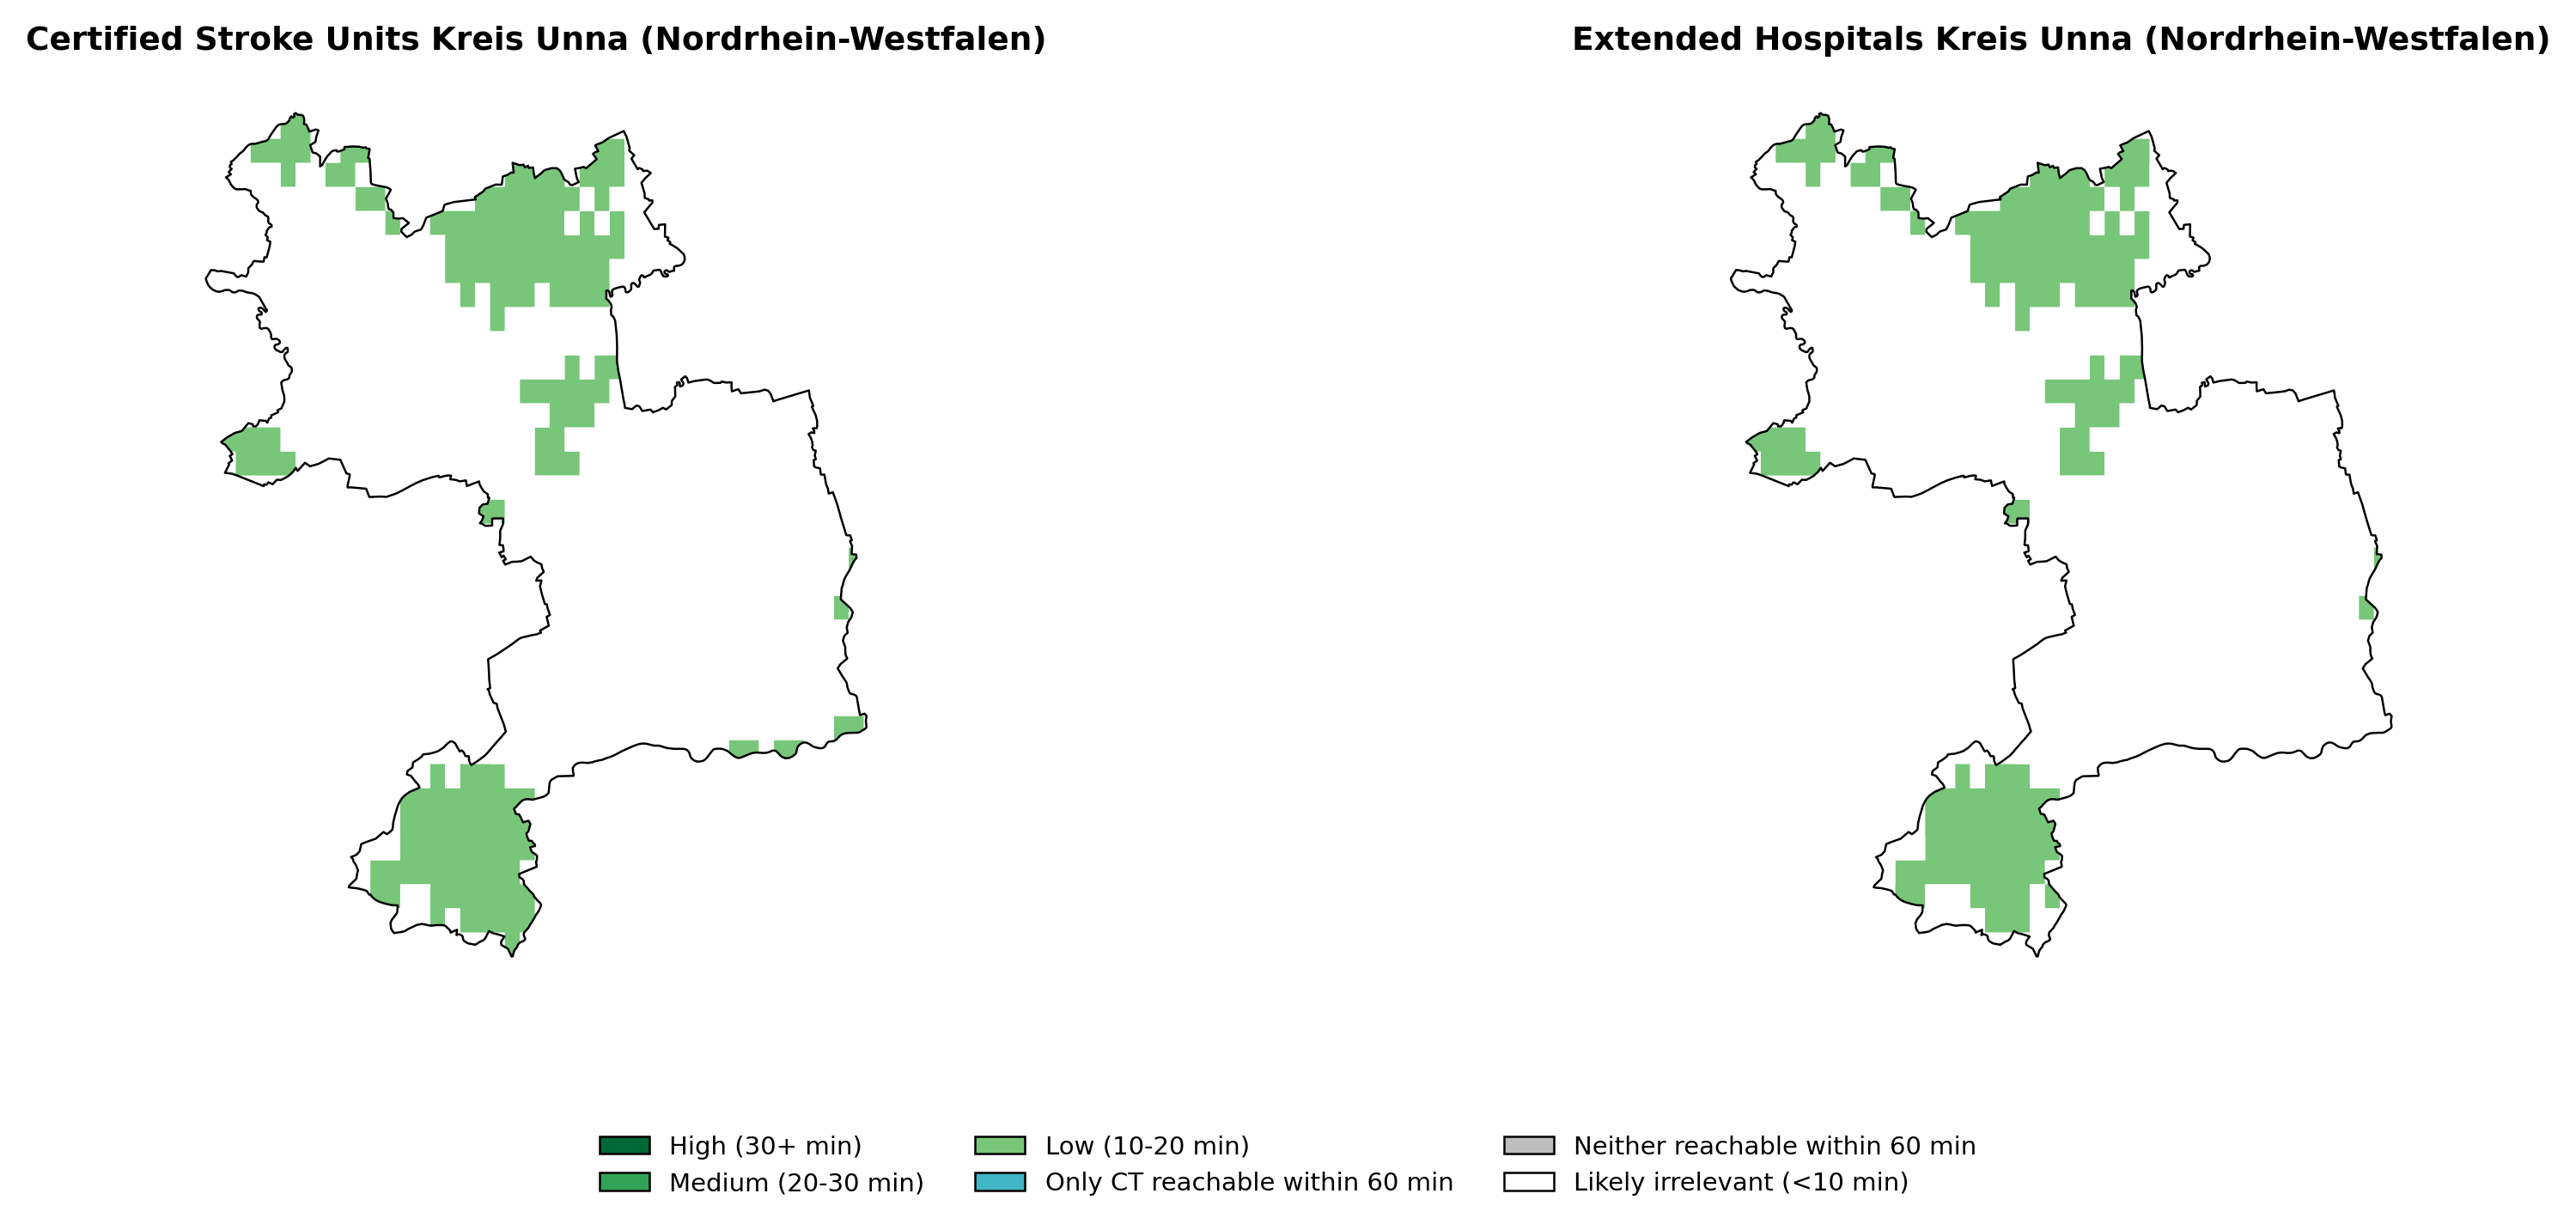 Certified Stroke Units Kreis Unna (Nordrhein-Westfalen)
Extended Hospitals Kreis Unna (Nordrhein-Westfalen)
High (30+ min)
Medium (20-30 min)
Low (10-20 min)
Only CT reachable within 60 min
Neither reachable within 60 min
Likely irrelevant (<10 min)